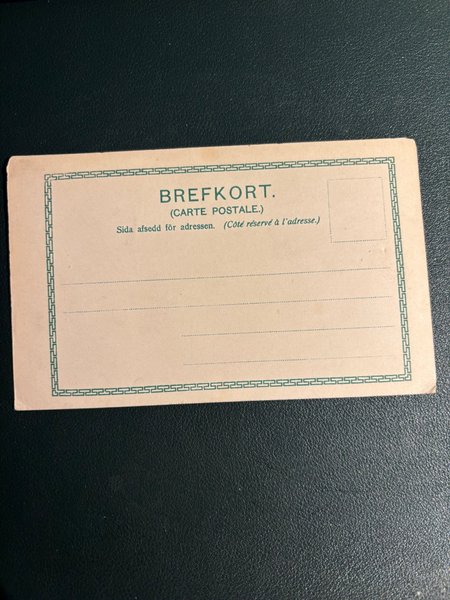 BREFKORT.
(CARTE POSTALE.)
Sida afsedd för adressen. (Côté réservé à l'adresse.)